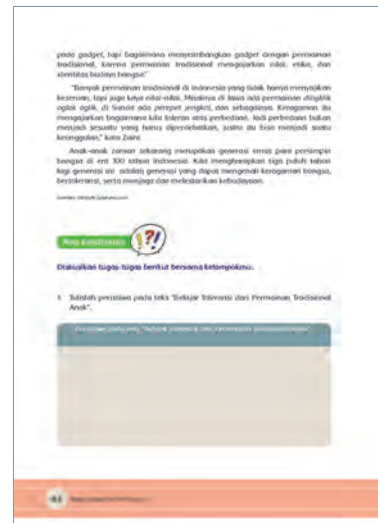 pada gadget, tapi bagaimana menyeimbangkan gadget dengan permainan
tradisional, karena permainan tradisional mengajarkan nilai, etika, dan
identitas budaya bangsa."
"Banyak permainan tradisional di Indonesia yang tidak hanya menyajikan
keseruan, tapi juga kaya nilai-nilai. Misalnya di Jawa ada permainan dingklik
oglak aglik, di Sunda ada perepet jengkol, dan sebagainya. Keragaman itu
mengajarkan bagaimana kita toleran atas perbedaan. Jadi perbedaan bukan
menjadi sesuatu yang harus diperdebatkan, justru itu bisa menjadi suatu
keunggulan," kata Zaini.
Anak-anak zaman sekarang merupakan generasi emas para pemimpin
bangsa di era 100 tahun Indonesia. Kita mengharapkan tiga puluh tahun
lagi generasi ini adalah generasi yang dapat mengenali keragaman bangsa,
bertoleransi, serta menjaga dan melestarikan kebudayaan.
Sumber:
Ayo
!?!
Diskusikan tugas-tugas berikut bersama kelompokmu.
1. Tulislah peristiwa pada teks "Belajar Toleransi dari Permainan Tradisional
Anak".